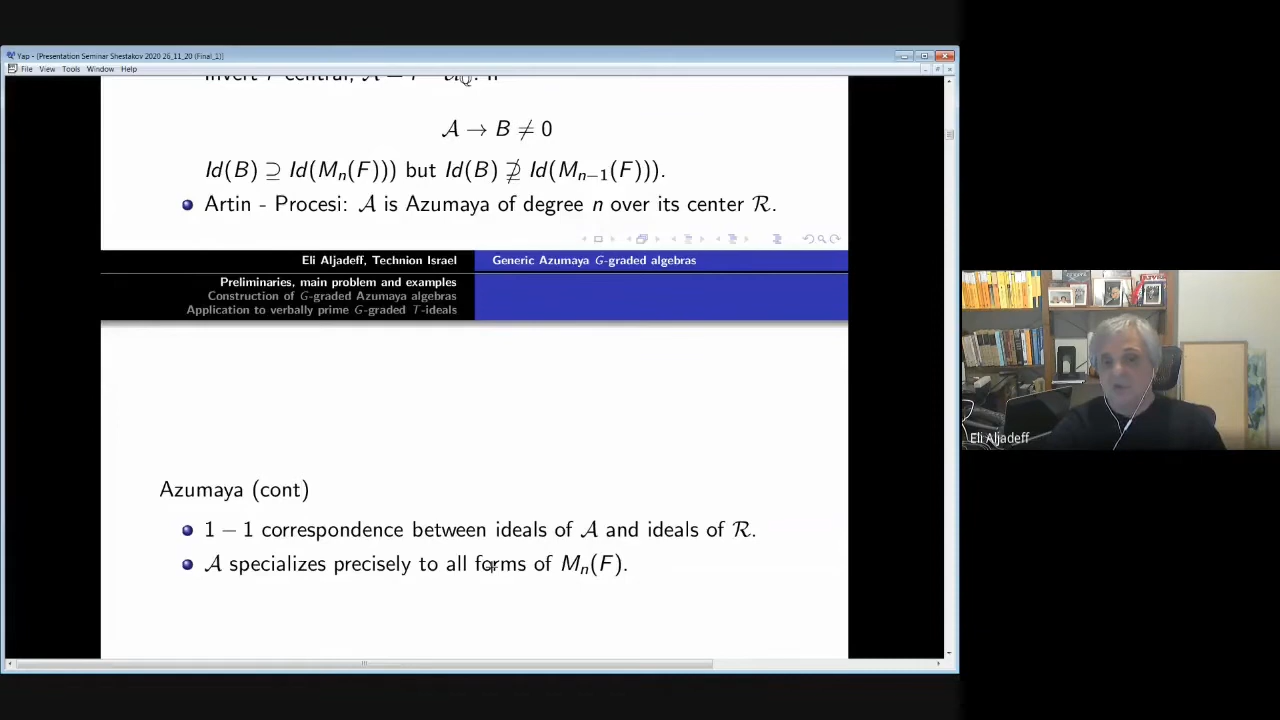 Yap - [Presentation Seminar Shestakov 2020 26_11_20 (Final_1)]
File View Tools Window Help
𝒜 → B ≠ 0
Id(B) ⊇ Id(Mₙ(F))) but Id(B) ⊉ Id(Mₙ₋₁(F))).
Artin - Procesi: 𝒜 is Azumaya of degree n over its center ℛ.
Eli Aljadeff, Technion Israel
Generic Azumaya G-graded algebras
Preliminaries, main problem and examples
Construction of G-graded Azumaya algebras
Application to verbally prime G-graded T-ideals
Azumaya (cont)
1 − 1 correspondence between ideals of 𝒜 and ideals of ℛ.
𝒜 specializes precisely to all forms of Mₙ(F).
Eli Aljadeff